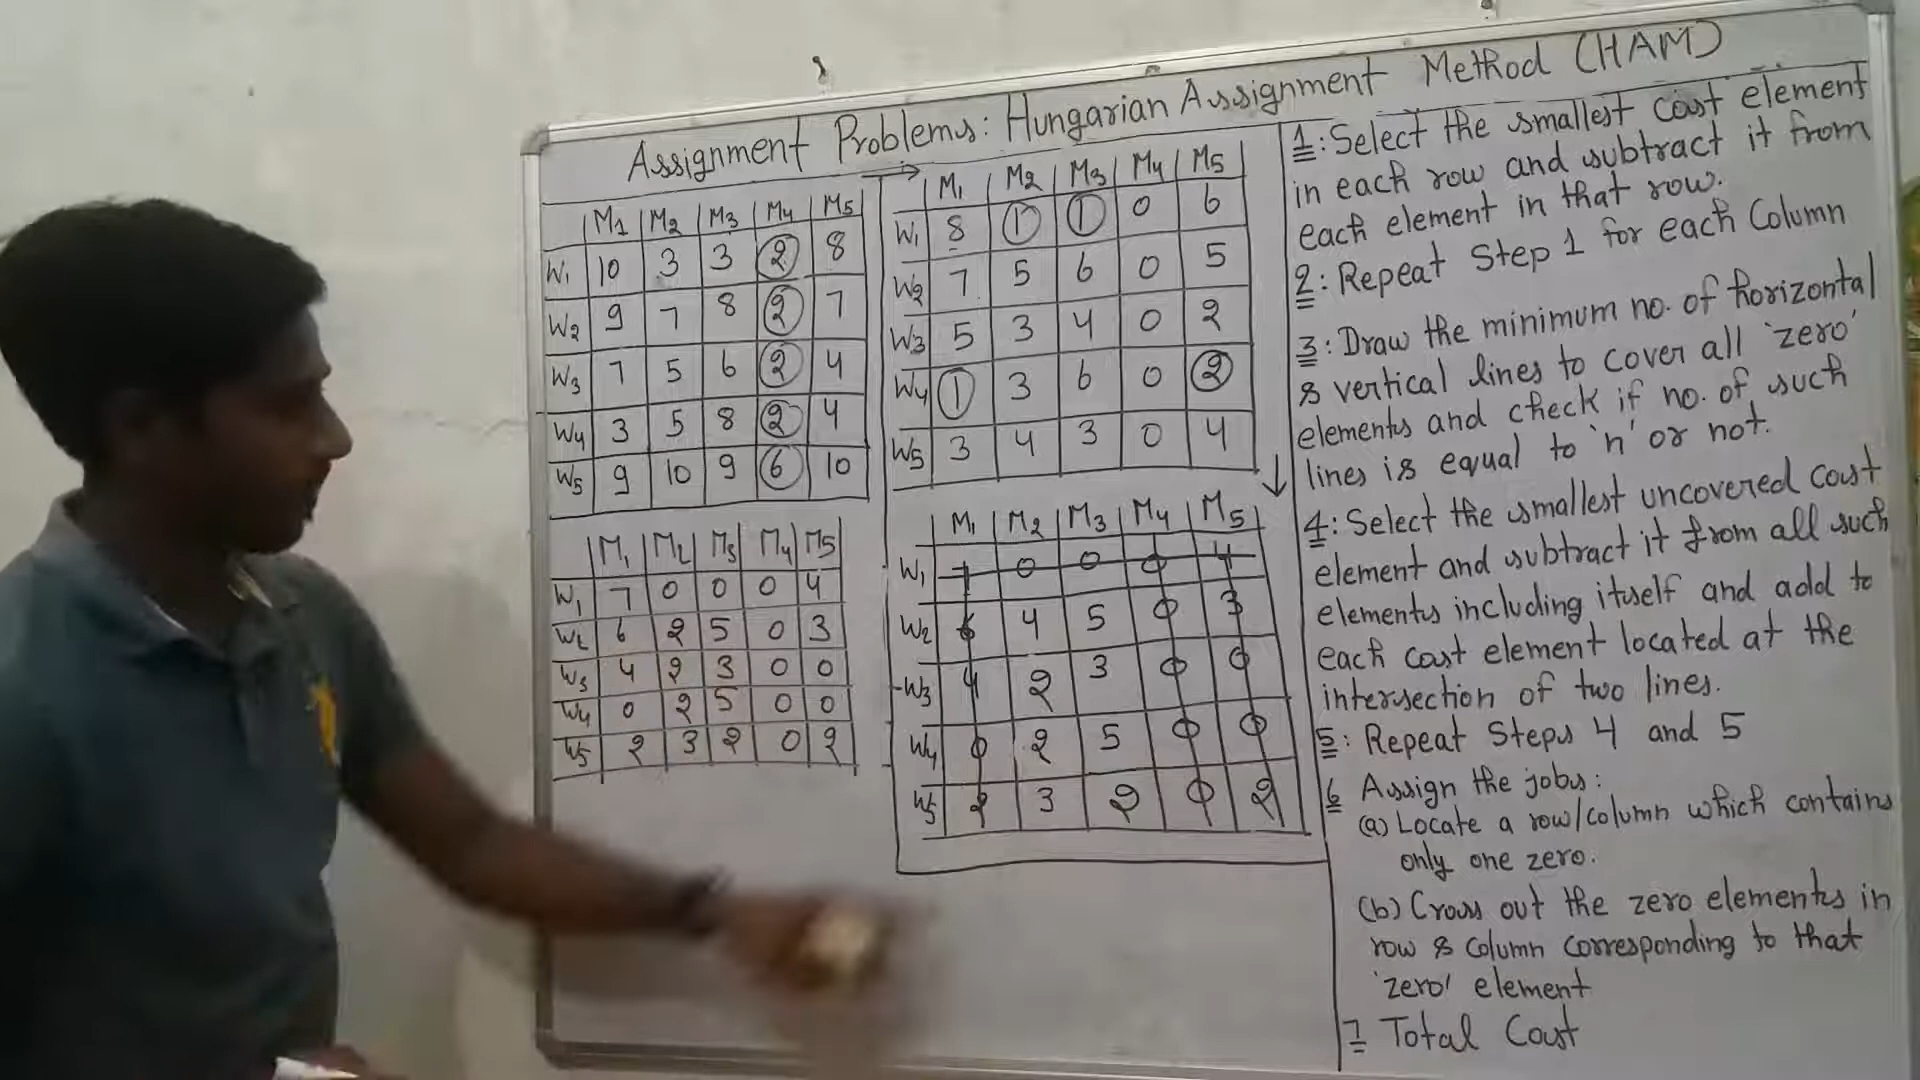 Assignment Problems: Hungarian Assignment Method (HAM)
M1 M2 M3 M4 M5
W1 10 3 3 2 8
W2 9 7 8 2 7
W3 7 5 6 2 4
W4 3 5 8 2 4
W5 9 10 9 6 10
M1 M2 M3 M4 M5
W1 8 1 1 0 6
W2 7 5 6 0 5
W3 5 3 4 0 2
W4 1 3 6 0 2
W5 3 4 3 0 4
M1 M2 M3 M4 M5
W1 7 0 0 0 4
W2 6 2 5 0 3
W3 4 2 3 0 0
W4 0 2 5 0 0
W5 2 3 2 0 2
M1 M2 M3 M4 M5
W1 7 0 0 0 4
W2 6 4 5 0 3
W3 4 2 3 0 0
W4 0 2 5 0 0
W5 2 3 2 0 2
1: Select the smallest cost element
in each row and subtract it from
each element in that row.
2: Repeat Step 1 for each Column
3: Draw the minimum no. of horizontal
& vertical lines to cover all 'zero'
elements and check if no. of such
lines is equal to 'n' or not.
4: Select the smallest uncovered cost
element and subtract it from all such
elements including itself and add to
each cost element located at the
intersection of two lines.
5: Repeat Steps 4 and 5
6 Assign the jobs:
(a) Locate a row/column which contains
only one zero.
(b) Cross out the zero elements in
row & column corresponding to that
'zero' element
7 Total Cost